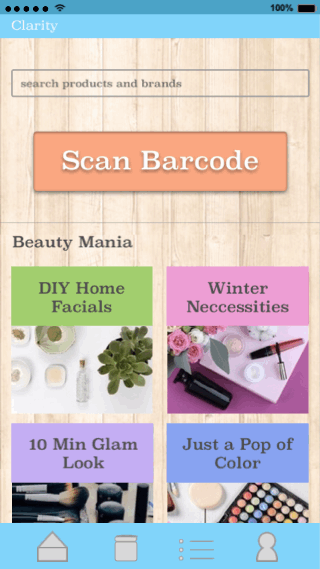 100%
Clarity
search products and brands
Scan Barcode
Beauty Mania
DIY Home
Facials
Winter
Neccessities
10 Min Glam
Look
Just a Pop of
Color